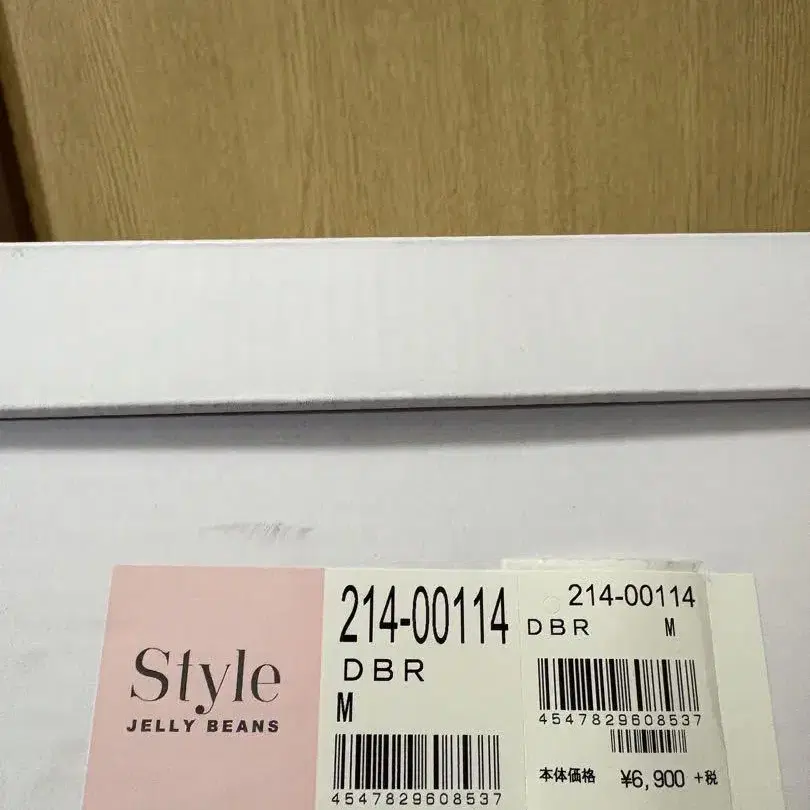 Style
JELLY BEANS
214-00114
DBR
M
4547829608537
214-00114
DBR M
4547829608537
本体価格 ¥6,900 +税